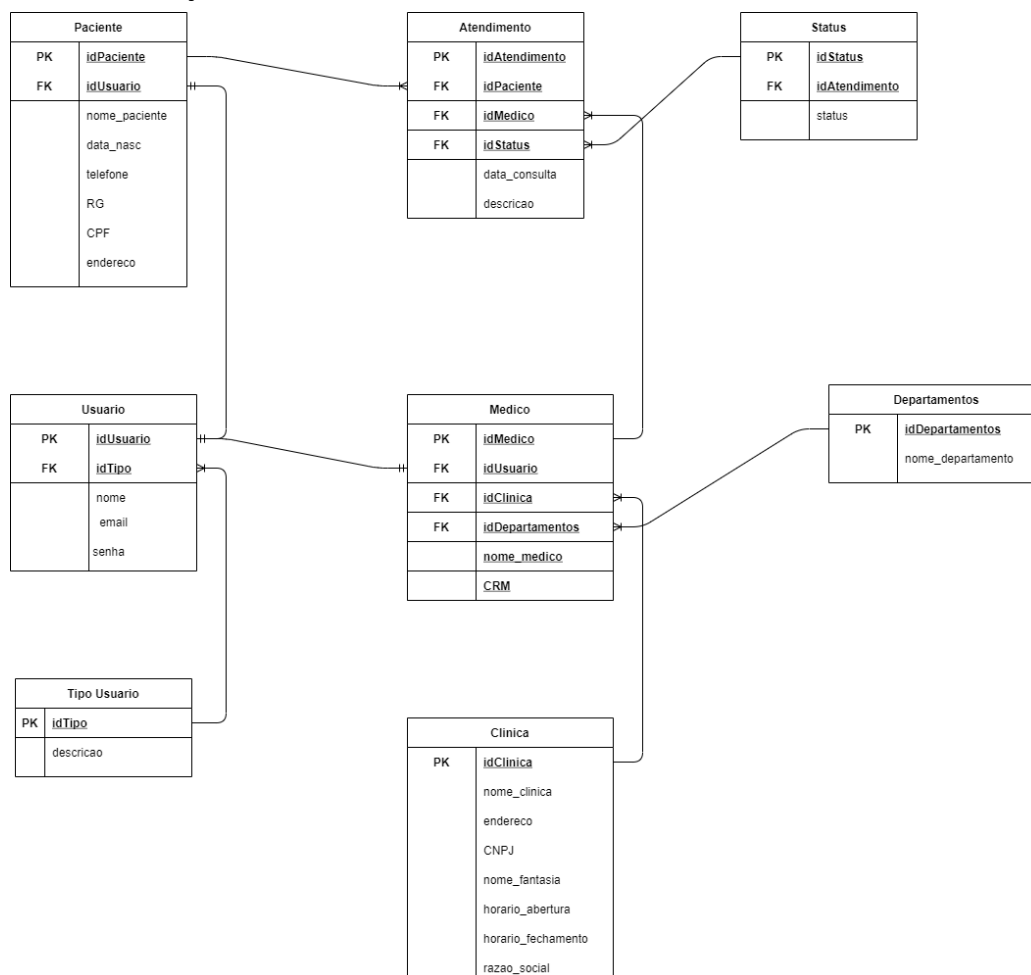 Paciente
PK idPaciente
FK idUsuario
nome_paciente
data_nasc
telefone
RG
CPF
endereco
Atendimento
PK idAtendimento
FK idPaciente
FK idMedico
FK idStatus
data_consulta
descricao
Status
PK idStatus
FK idAtendimento
status
Usuario
PK idUsuario
FK idTipo
nome
email
senha
Medico
PK idMedico
FK idUsuario
FK idClinica
FK idDepartamentos
nome_medico
CRM
Departamentos
PK idDepartamentos
nome_departamento
Tipo Usuario
PK idTipo
descricao
Clinica
PK idClinica
nome_clinica
endereco
CNPJ
nome_fantasia
horario_abertura
horario_fechamento
razao_social